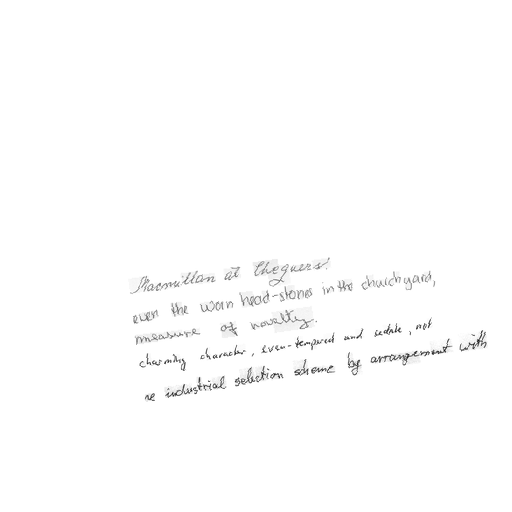 Macmillan at Chequers.
even the worn head-stones in the churchyard,
measure of novelty.
charming character, even-tempered and sedate, not
re industrial selection scheme by arrangement with